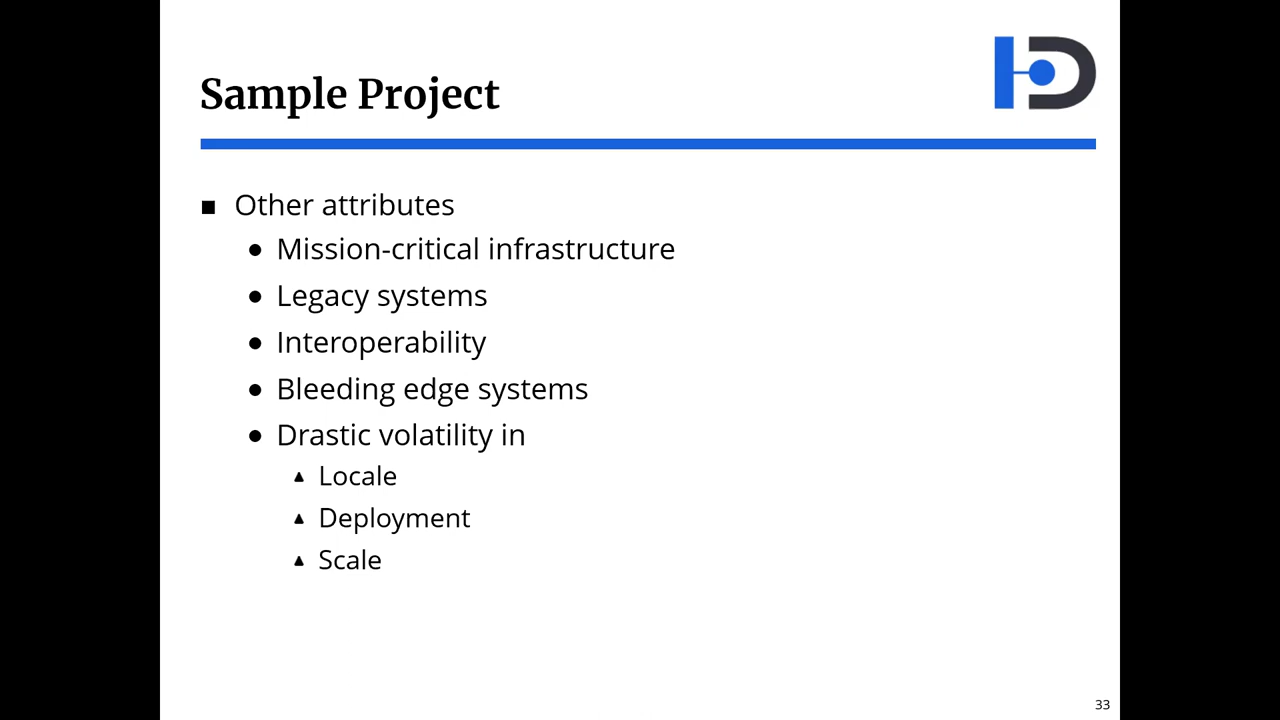 Sample Project
Other attributes
Mission-critical infrastructure
Legacy systems
Interoperability
Bleeding edge systems
Drastic volatility in
Locale
Deployment
Scale
33